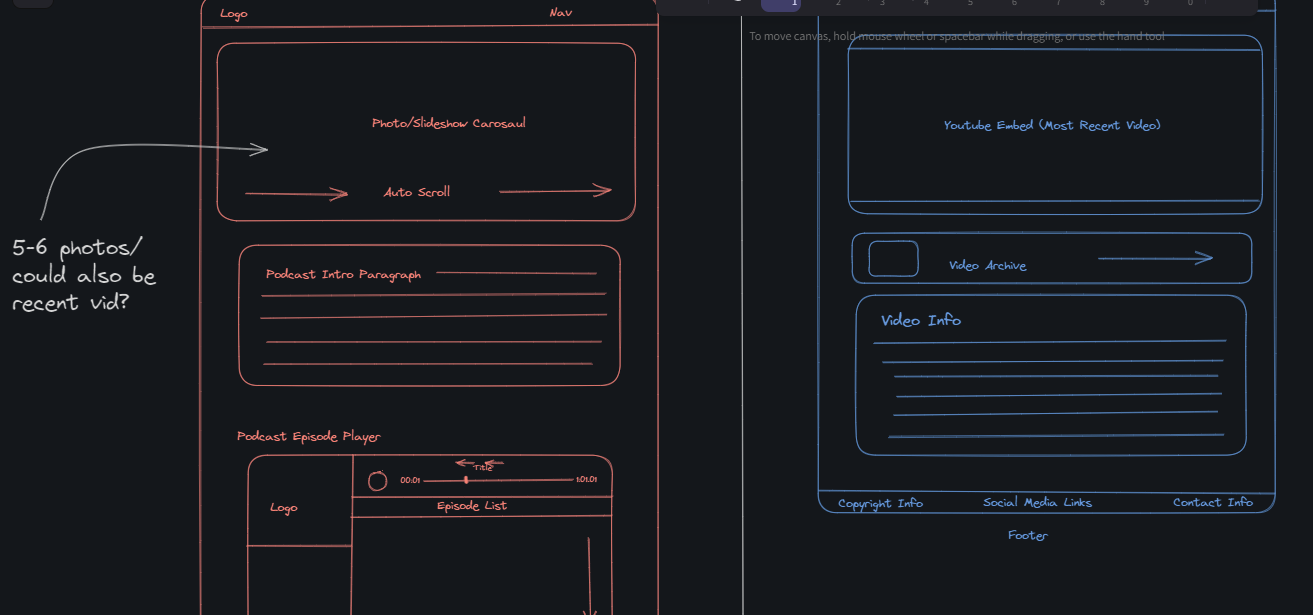 Logo
Nav
1 2 3 4 5 6 7 8 9 0
To move canvas, hold mouse wheel or spacebar while dragging, or use the hand tool
Photo/Slideshow Carosaul
Auto Scroll
5-6 photos/
could also be
recent vid?
Podcast Intro Paragraph
Podcast Episode Player
Logo
Title
00:01
1:01:01
Episode List
Youtube Embed (Most Recent Video)
Video Archive
Video Info
Copyright Info
Social Media Links
Contact Info
Footer